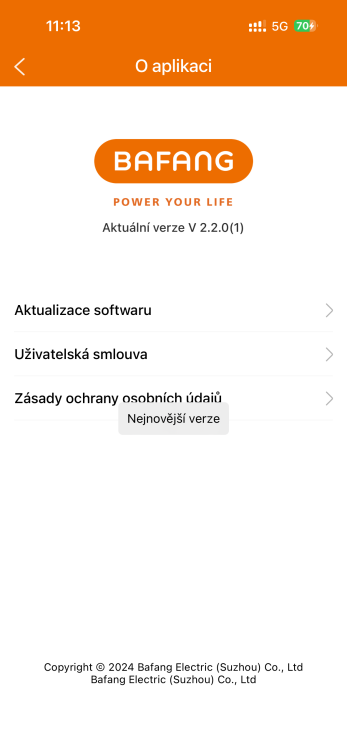 11:13
5G
70
O aplikaci
BAFANG
POWER YOUR LIFE
Aktuální verze V 2.2.0(1)
Aktualizace softwaru
Uživatelská smlouva
Zásady ochrany osobních údajů
Nejnovější verze
Copyright © 2024 Bafang Electric (Suzhou) Co., Ltd
Bafang Electric (Suzhou) Co., Ltd